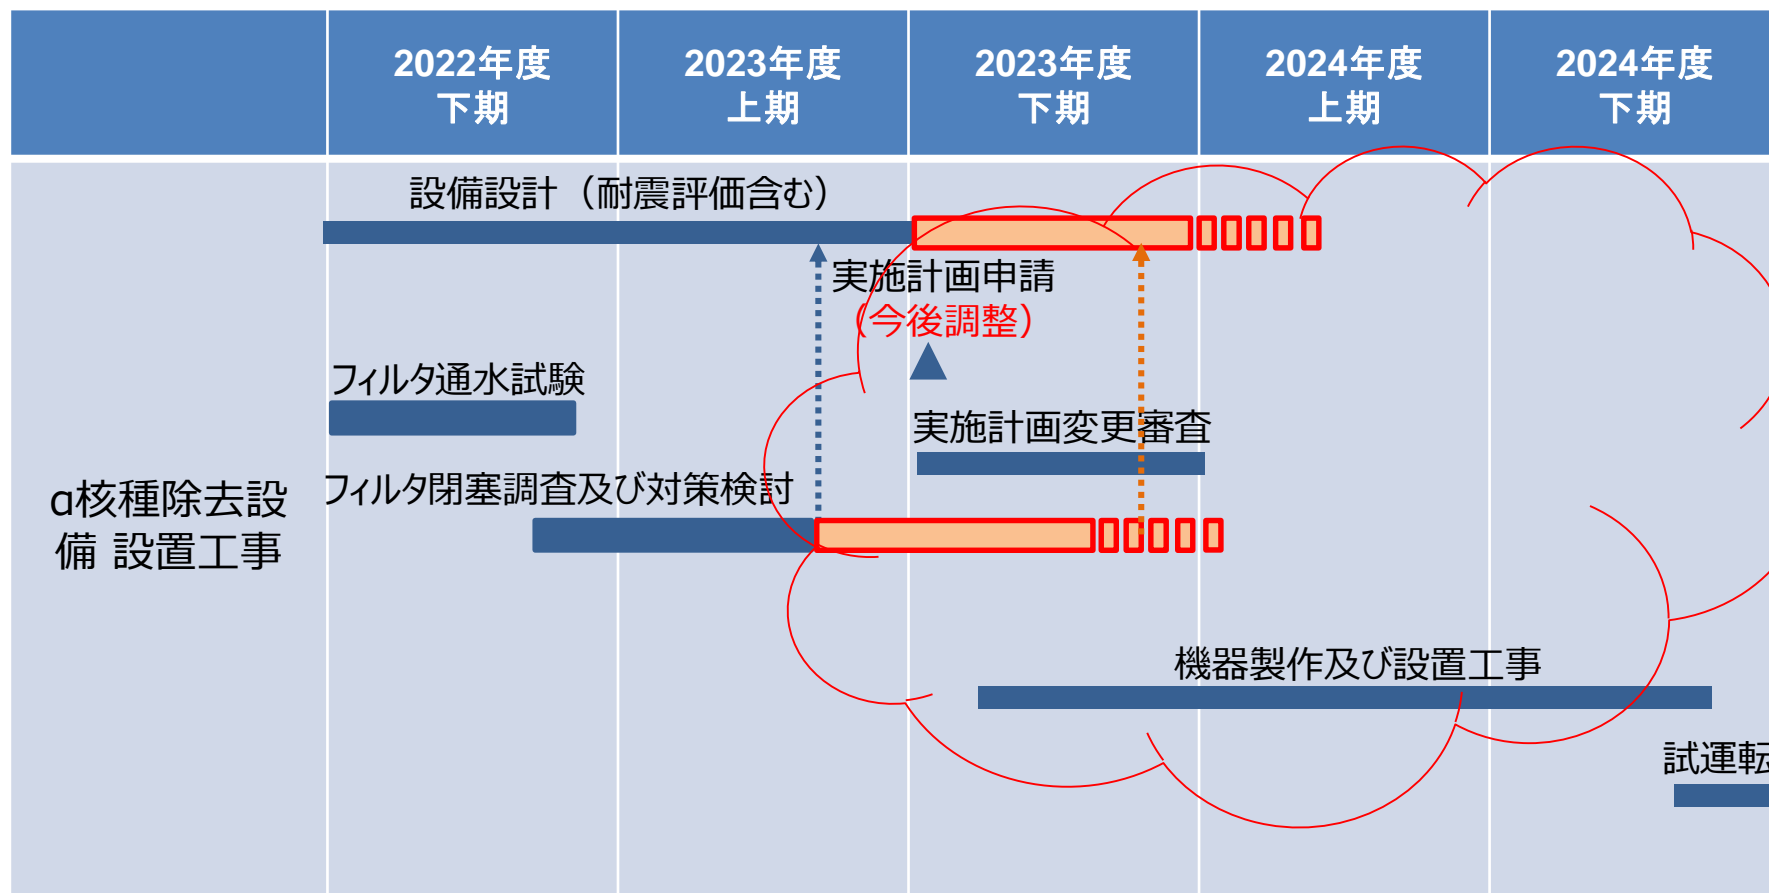 2022年度
下期
2023年度
上期
2023年度
下期
2024年度
上期
2024年度
下期
設備設計（耐震評価含む）
実施計画申請
（今後調整）
フィルタ通水試験
実施計画変更審査
フィルタ閉塞調査及び対策検討
α核種除去設
備 設置工事
機器製作及び設置工事
試運転